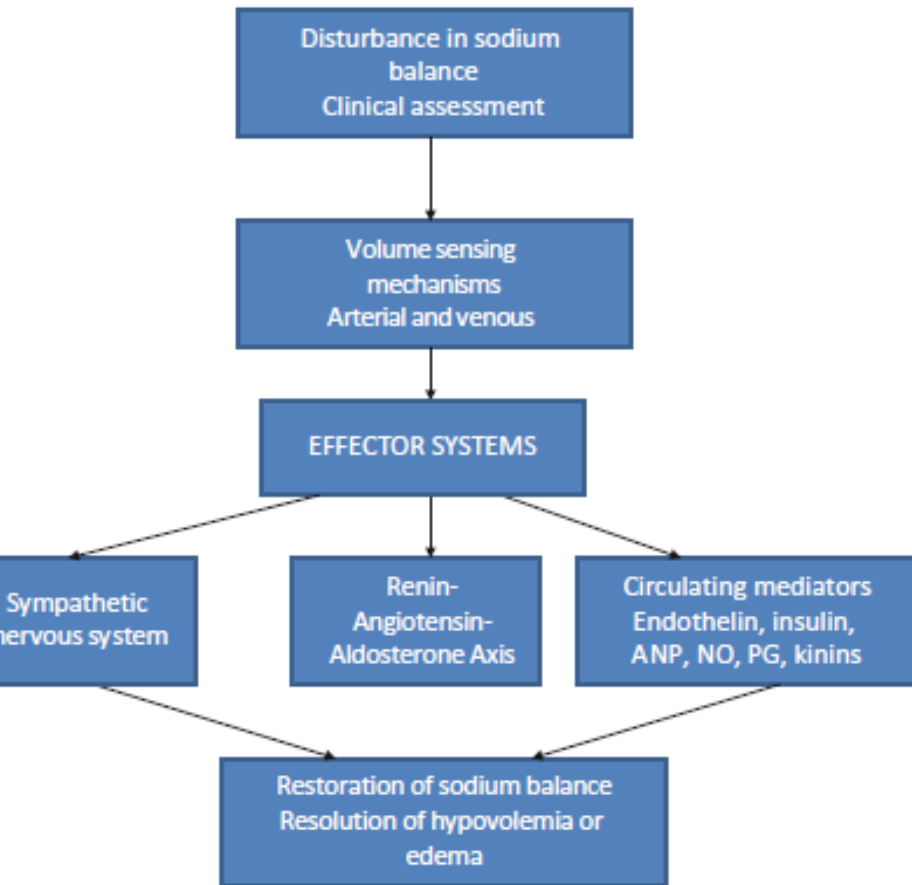 Disturbance in sodium
balance
Clinical assessment
Volume sensing
mechanisms
Arterial and venous
EFFECTOR SYSTEMS
Sympathetic
nervous system
Renin-
Angiotensin-
Aldosterone Axis
Circulating mediators
Endothelin, insulin,
ANP, NO, PG, kinins
Restoration of sodium balance
Resolution of hypovolemia or
edema